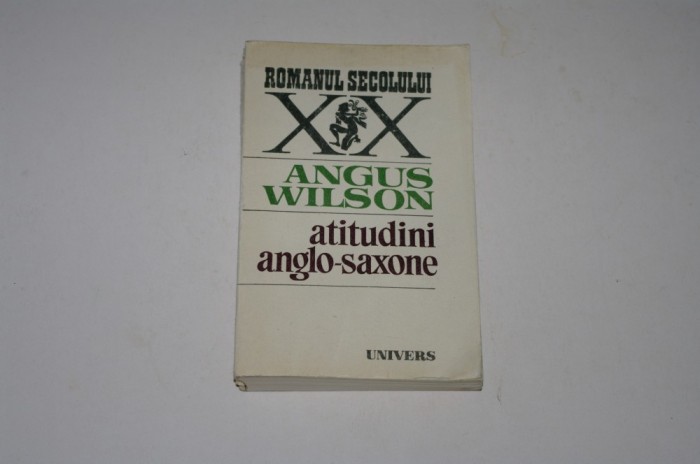 ROMANUL SECOLULUI
XX
ANGUS
WILSON
atitudini
anglo-saxone
UNIVERS